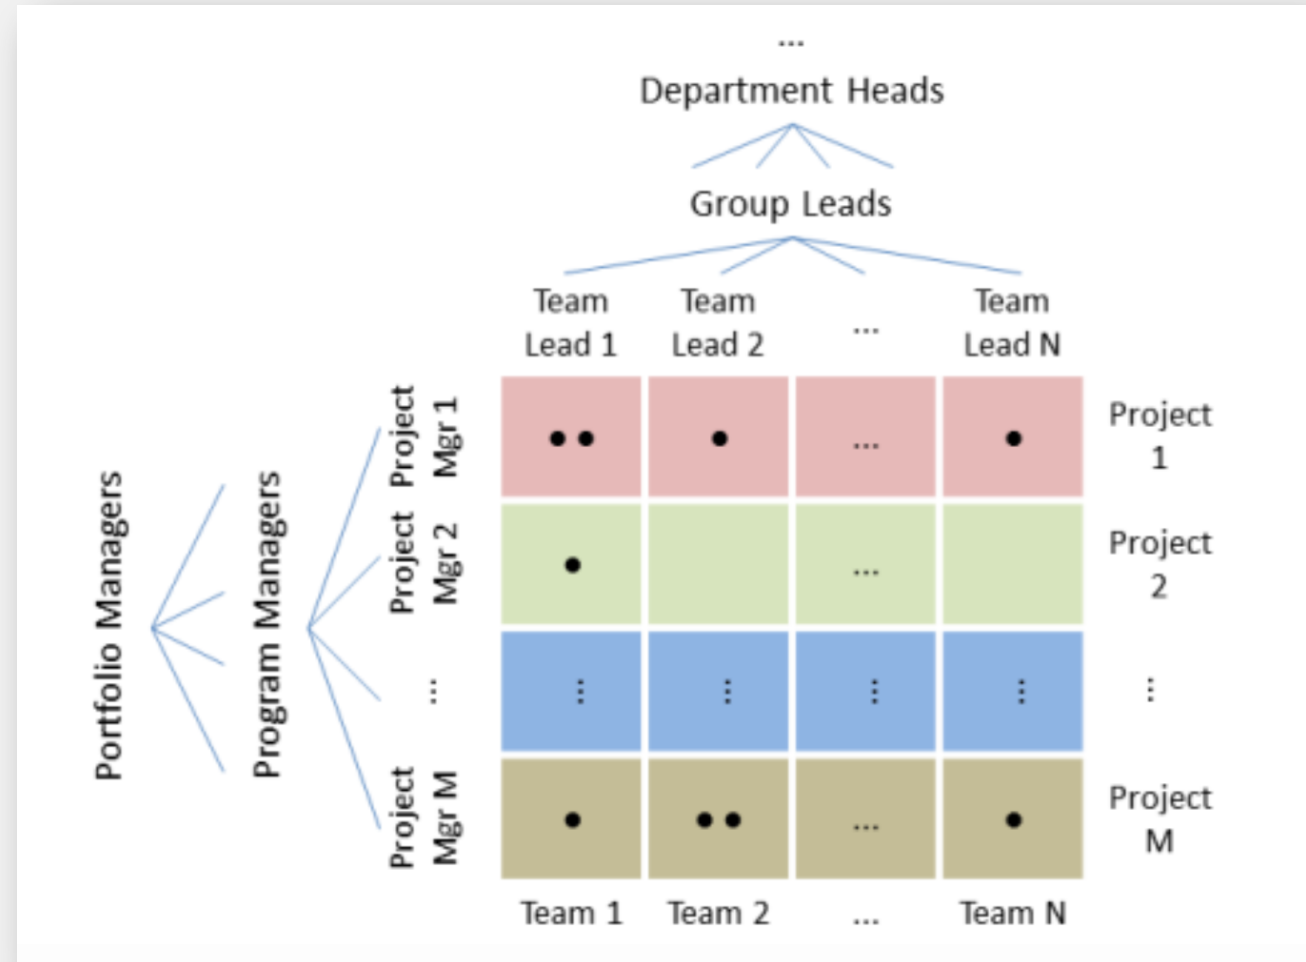 ...
Department Heads
Group Leads
Team
Lead 1
Team
Lead 2
...
Team
Lead N
Portfolio Managers
Program Managers
Project
Mgr 1
...
Project
1
Project
Mgr 2
...
Project
2
...
...
...
...
...
...
Project
Mgr M
...
Project
M
Team 1
Team 2
...
Team N